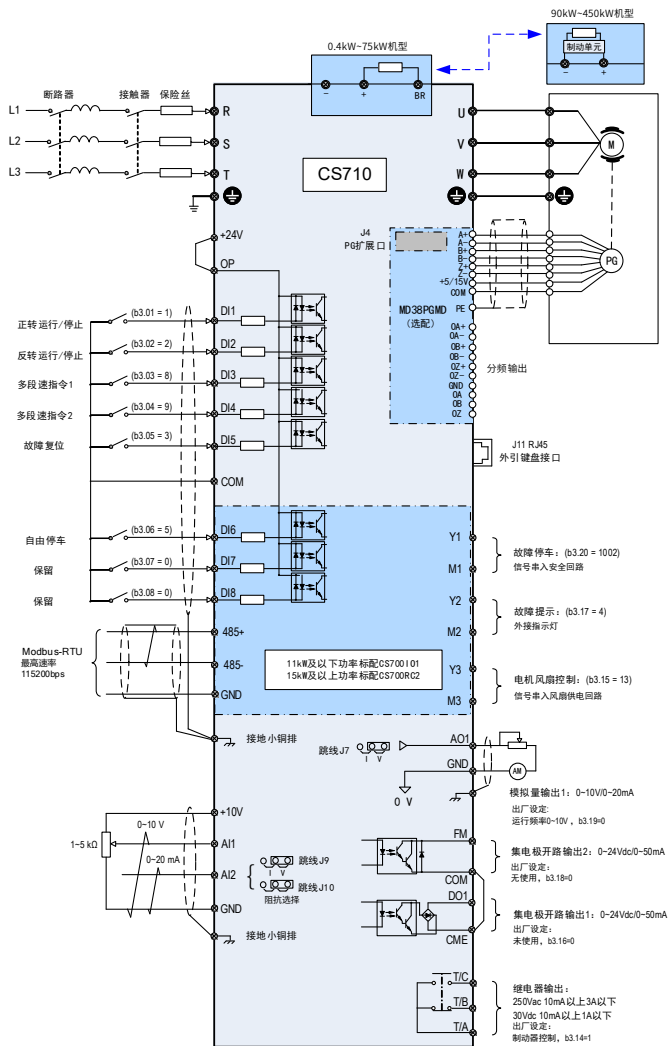 90kW~450kW机型
制动单元
-
+
0.4kW~75kW机型
-
+
BR
断路器
接触器
保险丝
L1
R
L2
S
L3
T
CS710
U
V
W
M
+24V
OP
J4
PG扩展口
MD38PGMD
(选配)
A+
A-
B+
B-
Z+
Z-
+5/15V
COM
PE
OA+
OA-
OB+
OB-
OZ+
OZ-
GND
OA
OB
OZ
PG
分频输出
正转运行/停止
(b3.01 = 1)
DI1
反转运行/停止
(b3.02 = 2)
DI2
多段速指令1
(b3.03 = 8)
DI3
多段速指令2
(b3.04 = 9)
DI4
故障复位
(b3.05 = 3)
DI5
COM
J11 RJ45
外引键盘接口
自由停车
(b3.06 = 5)
DI6
保留
(b3.07 = 0)
DI7
保留
(b3.08 = 0)
DI8
Y1
M1
故障停车: (b3.20 = 1002)
信号串入安全回路
Y2
M2
故障提示: (b3.17 = 4)
外接指示灯
Y3
M3
电机风扇控制: (b3.15 = 13)
信号串入风扇供电回路
Modbus-RTU
最高速率
115200bps
485+
485-
GND
11kW及以下功率标配CS700IO1
15kW及以上功率标配CS700RC2
接地小铜排
跳线J7
I V
AO1
GND
0 V
AM
模拟量输出1: 0~10V/0~20mA
出厂设定:
运行频率0~10V , b3.19=0
+10V
0~10 V
1~5 kΩ
AI1
0~20 mA
AI2
GND
跳线J9
I V
跳线J10
阻抗选择
接地小铜排
FM
COM
集电极开路输出2: 0~24Vdc/0~50mA
出厂设定:
无使用, b3.18=0
DO1
CME
集电极开路输出1: 0~24Vdc/0~50mA
出厂设定:
未使用, b3.16=0
T/C
T/B
T/A
继电器输出:
250Vac 10mA以上3A以下
30Vdc 10mA以上1A以下
出厂设定:
制动器控制, b3.14=1